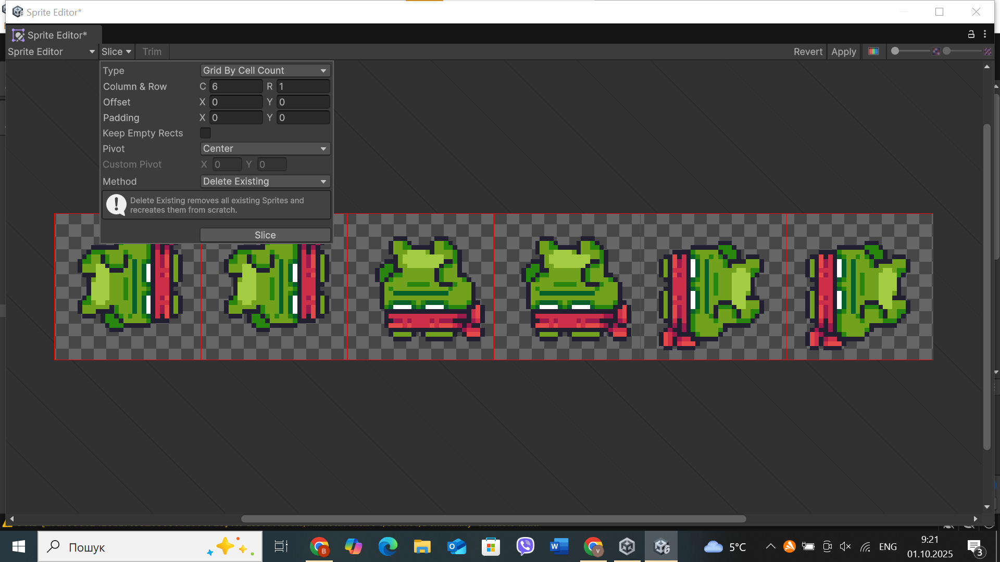 Sprite Editor*
Sprite Editor*
Sprite Editor
Slice
Trim
Revert
Apply
Type
Grid By Cell Count
Column & Row
C 6
R 1
Offset
X 0
Y 0
Padding
X 0
Y 0
Keep Empty Rects
Pivot
Center
Custom Pivot
X 0
Y 0
Method
Delete Existing
Delete Existing removes all existing Sprites and
recreates them from scratch.
Slice
Пошук
5°C
ENG
9:21
01.10.2025
3